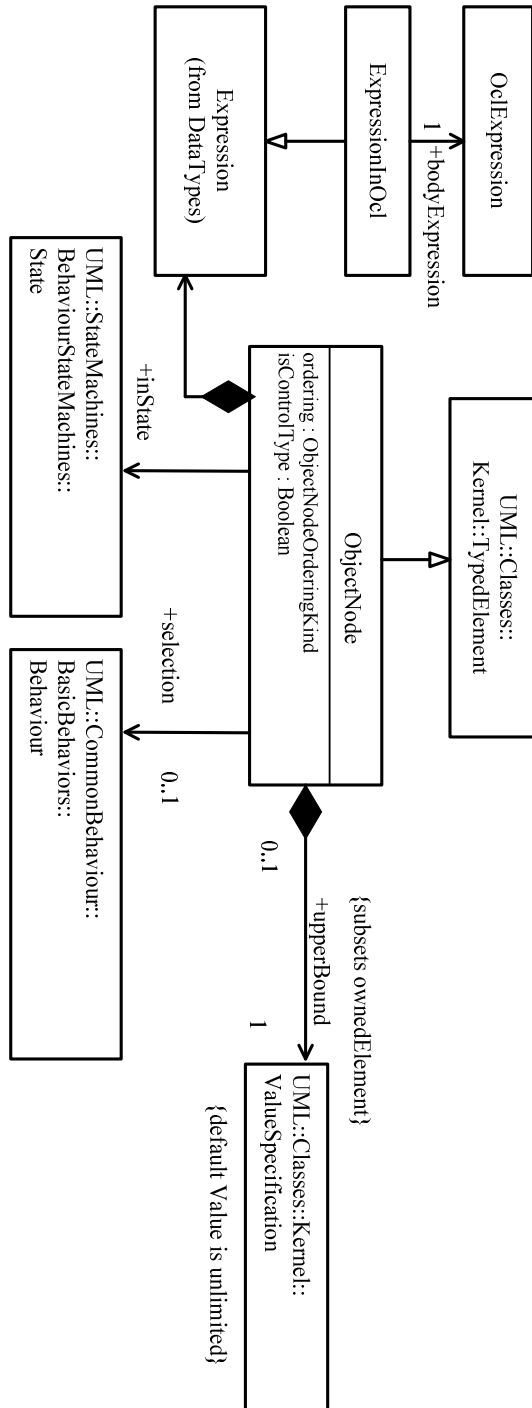 OclExpression
1 +bodyExpression
ExpressionInOcl
Expression
(from DataTypes)
UML::Classes::
Kernel::TypedElement
ObjectNode
ordering : ObjectNodeOrderingKind
isControlType : Boolean
+inState
UML::StateMachines::
BehaviourStateMachines::
State
+selection
0..1
UML::CommonBehaviour::
BasicBehaviors::
Behaviour
{subsets ownedElement}
+upperBound
0..1
1
UML::Classes::Kernel::
ValueSpecification
{default Value is unlimited}